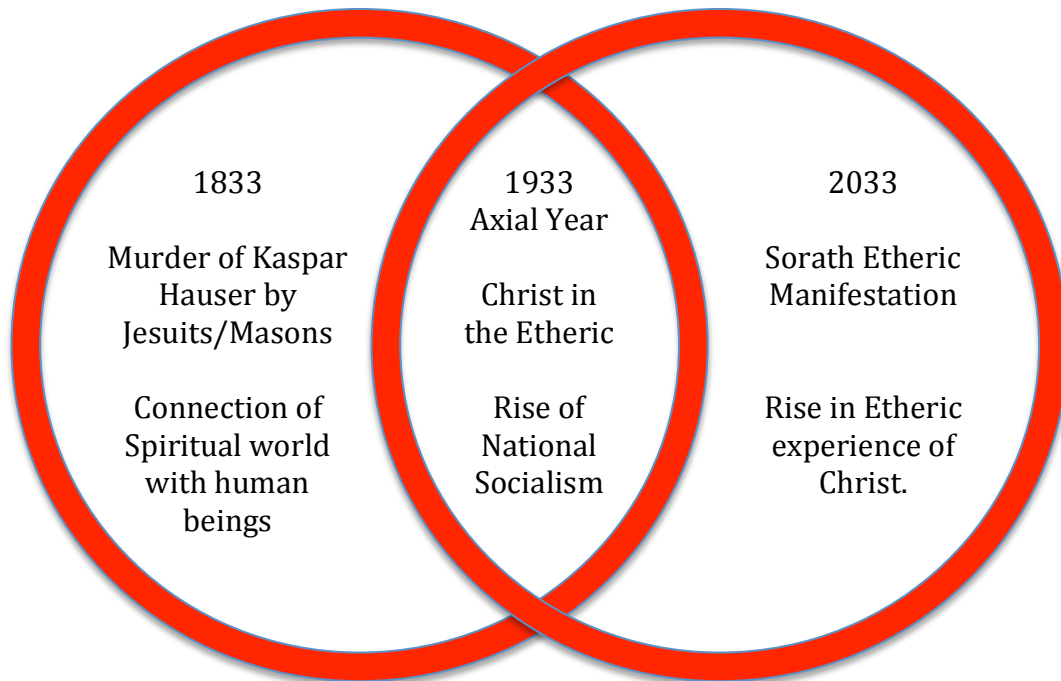 1833
Murder of Kaspar
Hauser by
Jesuits/Masons
Connection of
Spiritual world
with human
beings
1933
Axial Year
Christ in
the Etheric
Rise of
National
Socialism
2033
Sorath Etheric
Manifestation
Rise in Etheric
experience of
Christ.